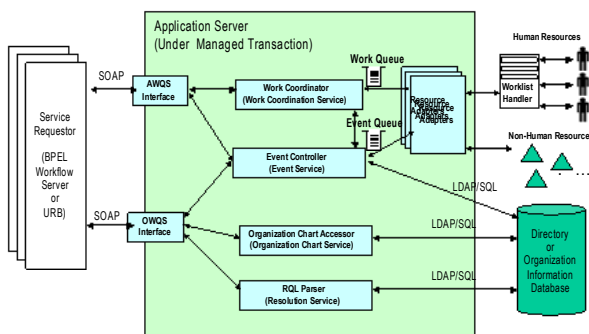 Application Server
(Under Managed Transaction)
Human Resources
Work Queue
SOAP
AWQS
Interface
Work Coordinator
(Work Coordination Service)
Resource
Adapters
Resource
Adapters
Worklist
Handler
Event Queue
Non-Human Resource
Service
Requestor
(BPEL
Workflow
Server
or
URB)
Event Controller
(Event Service)
...
LDAP/SQL
SOAP
OWQS
Interface
Organization Chart Accessor
(Organization Chart Service)
LDAP/SQL
Directory
or
Organization
Information
Database
RQL Parser
(Resolution Service)
LDAP/SQL